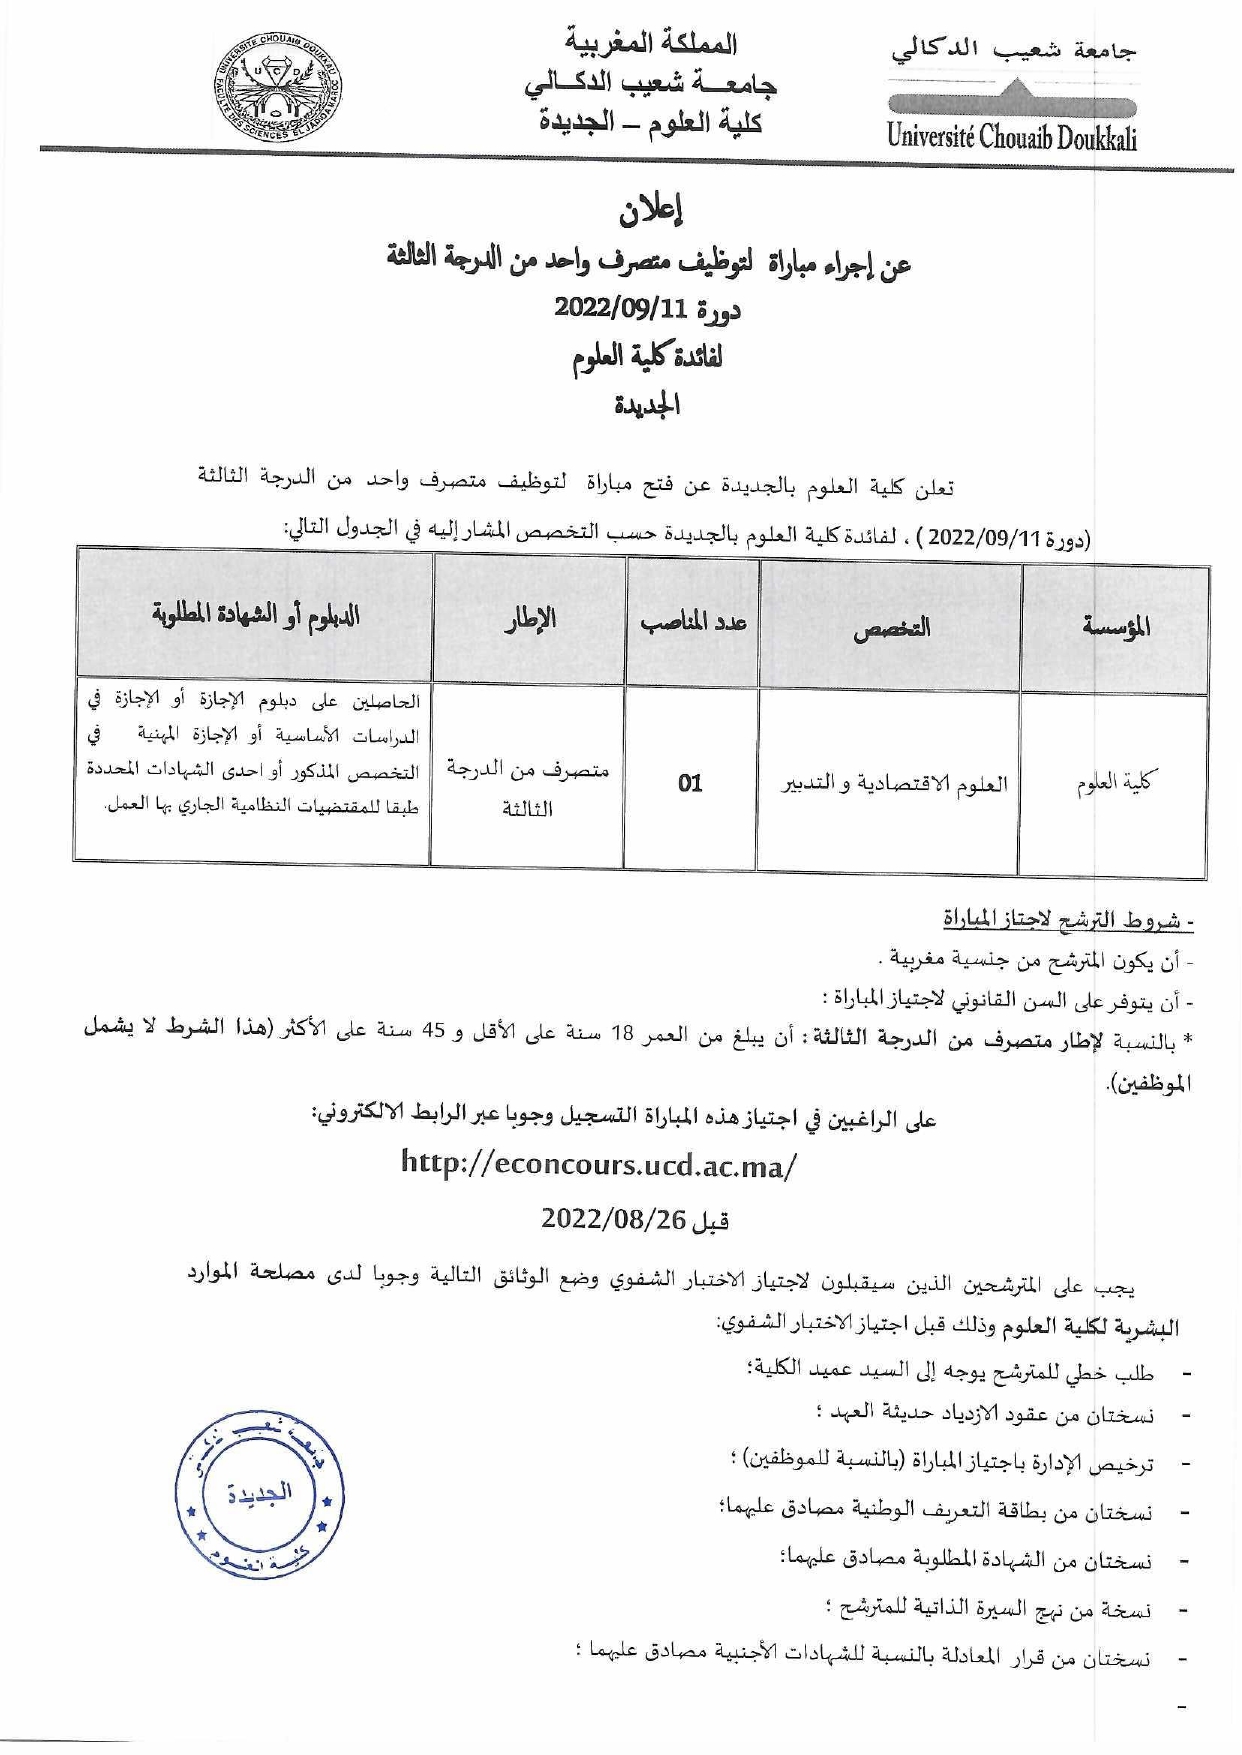 المملكة المغربية
جامعة شعيب الدكالي
كلية العلوم – الجديدة
جامعة شعيب الدكالي
Université Chouaib Doukkali
UNIVERSITE CHOUAIB DOUKKALI
FACULTE DES SCIENCES EL JADIDA
U C D
إعلان
عن إجراء مباراة لتوظيف متصرف واحد من الدرجة الثالثة
دورة 2022/09/11
لفائدة كلية العلوم
الجديدة
تعلن كلية العلوم بالجديدة عن فتح مباراة لتوظيف متصرف واحد من الدرجة الثالثة
(دورة 2022/09/11 ) ، لفائدة كلية العلوم بالجديدة حسب التخصص المشار إليه في الجدول التالي:
المؤسسة
التخصص
عدد المناصب
الإطار
الدبلوم أو الشهادة المطلوبة
كلية العلوم
العلوم الاقتصادية و التدبير
01
متصرف من الدرجة
الثالثة
الحاصلين على دبلوم الإجازة أو الإجازة في
الدراسات الأساسية أو الإجازة المهنية في
التخصص المذكور أو احدى الشهادات المحددة
طبقا للمقتضيات النظامية الجاري بها العمل.
- شروط الترشح لاجتاز المباراة
- أن يكون المترشح من جنسية مغربية .
- أن يتوفر على السن القانوني لاجتياز المباراة :
* بالنسبة لإطار متصرف من الدرجة الثالثة : أن يبلغ من العمر 18 سنة على الأقل و 45 سنة على الأكثر (هذا الشرط لا يشمل
الموظفين).
على الراغبين في اجتياز هذه المباراة التسجيل وجوبا عبر الرابط الالكتروني:
http://econcours.ucd.ac.ma/
قبل 2022/08/26
يجب على المترشحين الذين سيقبلون لاجتياز الاختبار الشفوي وضع الوثائق التالية وجوبا لدى مصلحة الموارد
البشرية لكلية العلوم وذلك قبل اجتياز الاختبار الشفوي:
- طلب خطي للمترشح يوجه إلى السيد عميد الكلية؛
- نسختان من عقود الازدياد حديثة العهد ؛
- ترخيص الإدارة باجتياز المباراة (بالنسبة للموظفين) ؛
- نسختان من بطاقة التعريف الوطنية مصادق عليهما؛
- نسختان من الشهادة المطلوبة مصادق عليهما؛
- نسخة من نهج السيرة الذاتية للمترشح ؛
- نسختان من قرار المعادلة بالنسبة للشهادات الأجنبية مصادق عليهما ؛
-
الجديدة